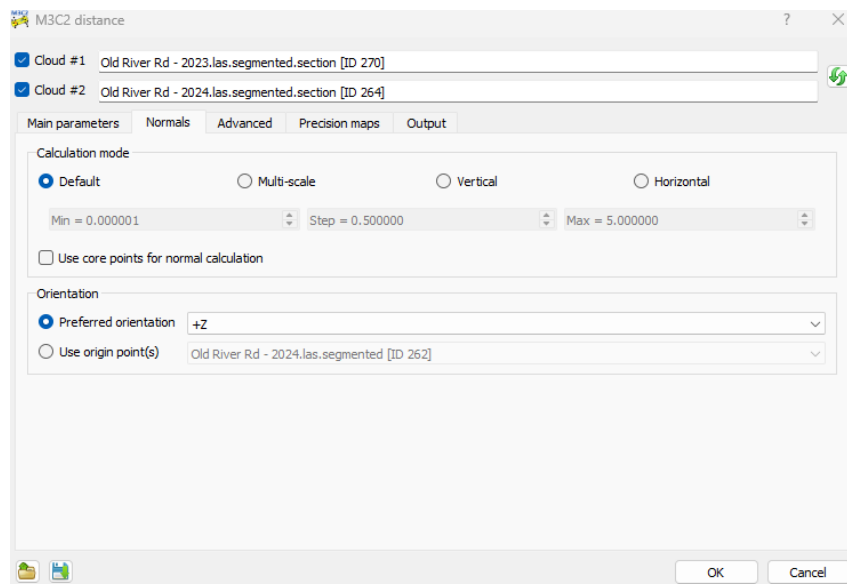 M3C2 distance ?
Cloud #1 Old River Rd - 2023.las.segmented.section [ID 270]
Cloud #2 Old River Rd - 2024.las.segmented.section [ID 264]
Main parameters Normals Advanced Precision maps Output
Calculation mode
Default Multi-scale Vertical Horizontal
Min = 0.000001 Step = 0.500000 Max = 5.000000
Use core points for normal calculation
Orientation
Preferred orientation +Z
Use origin point(s) Old River Rd - 2024.las.segmented [ID 262]
OK Cancel